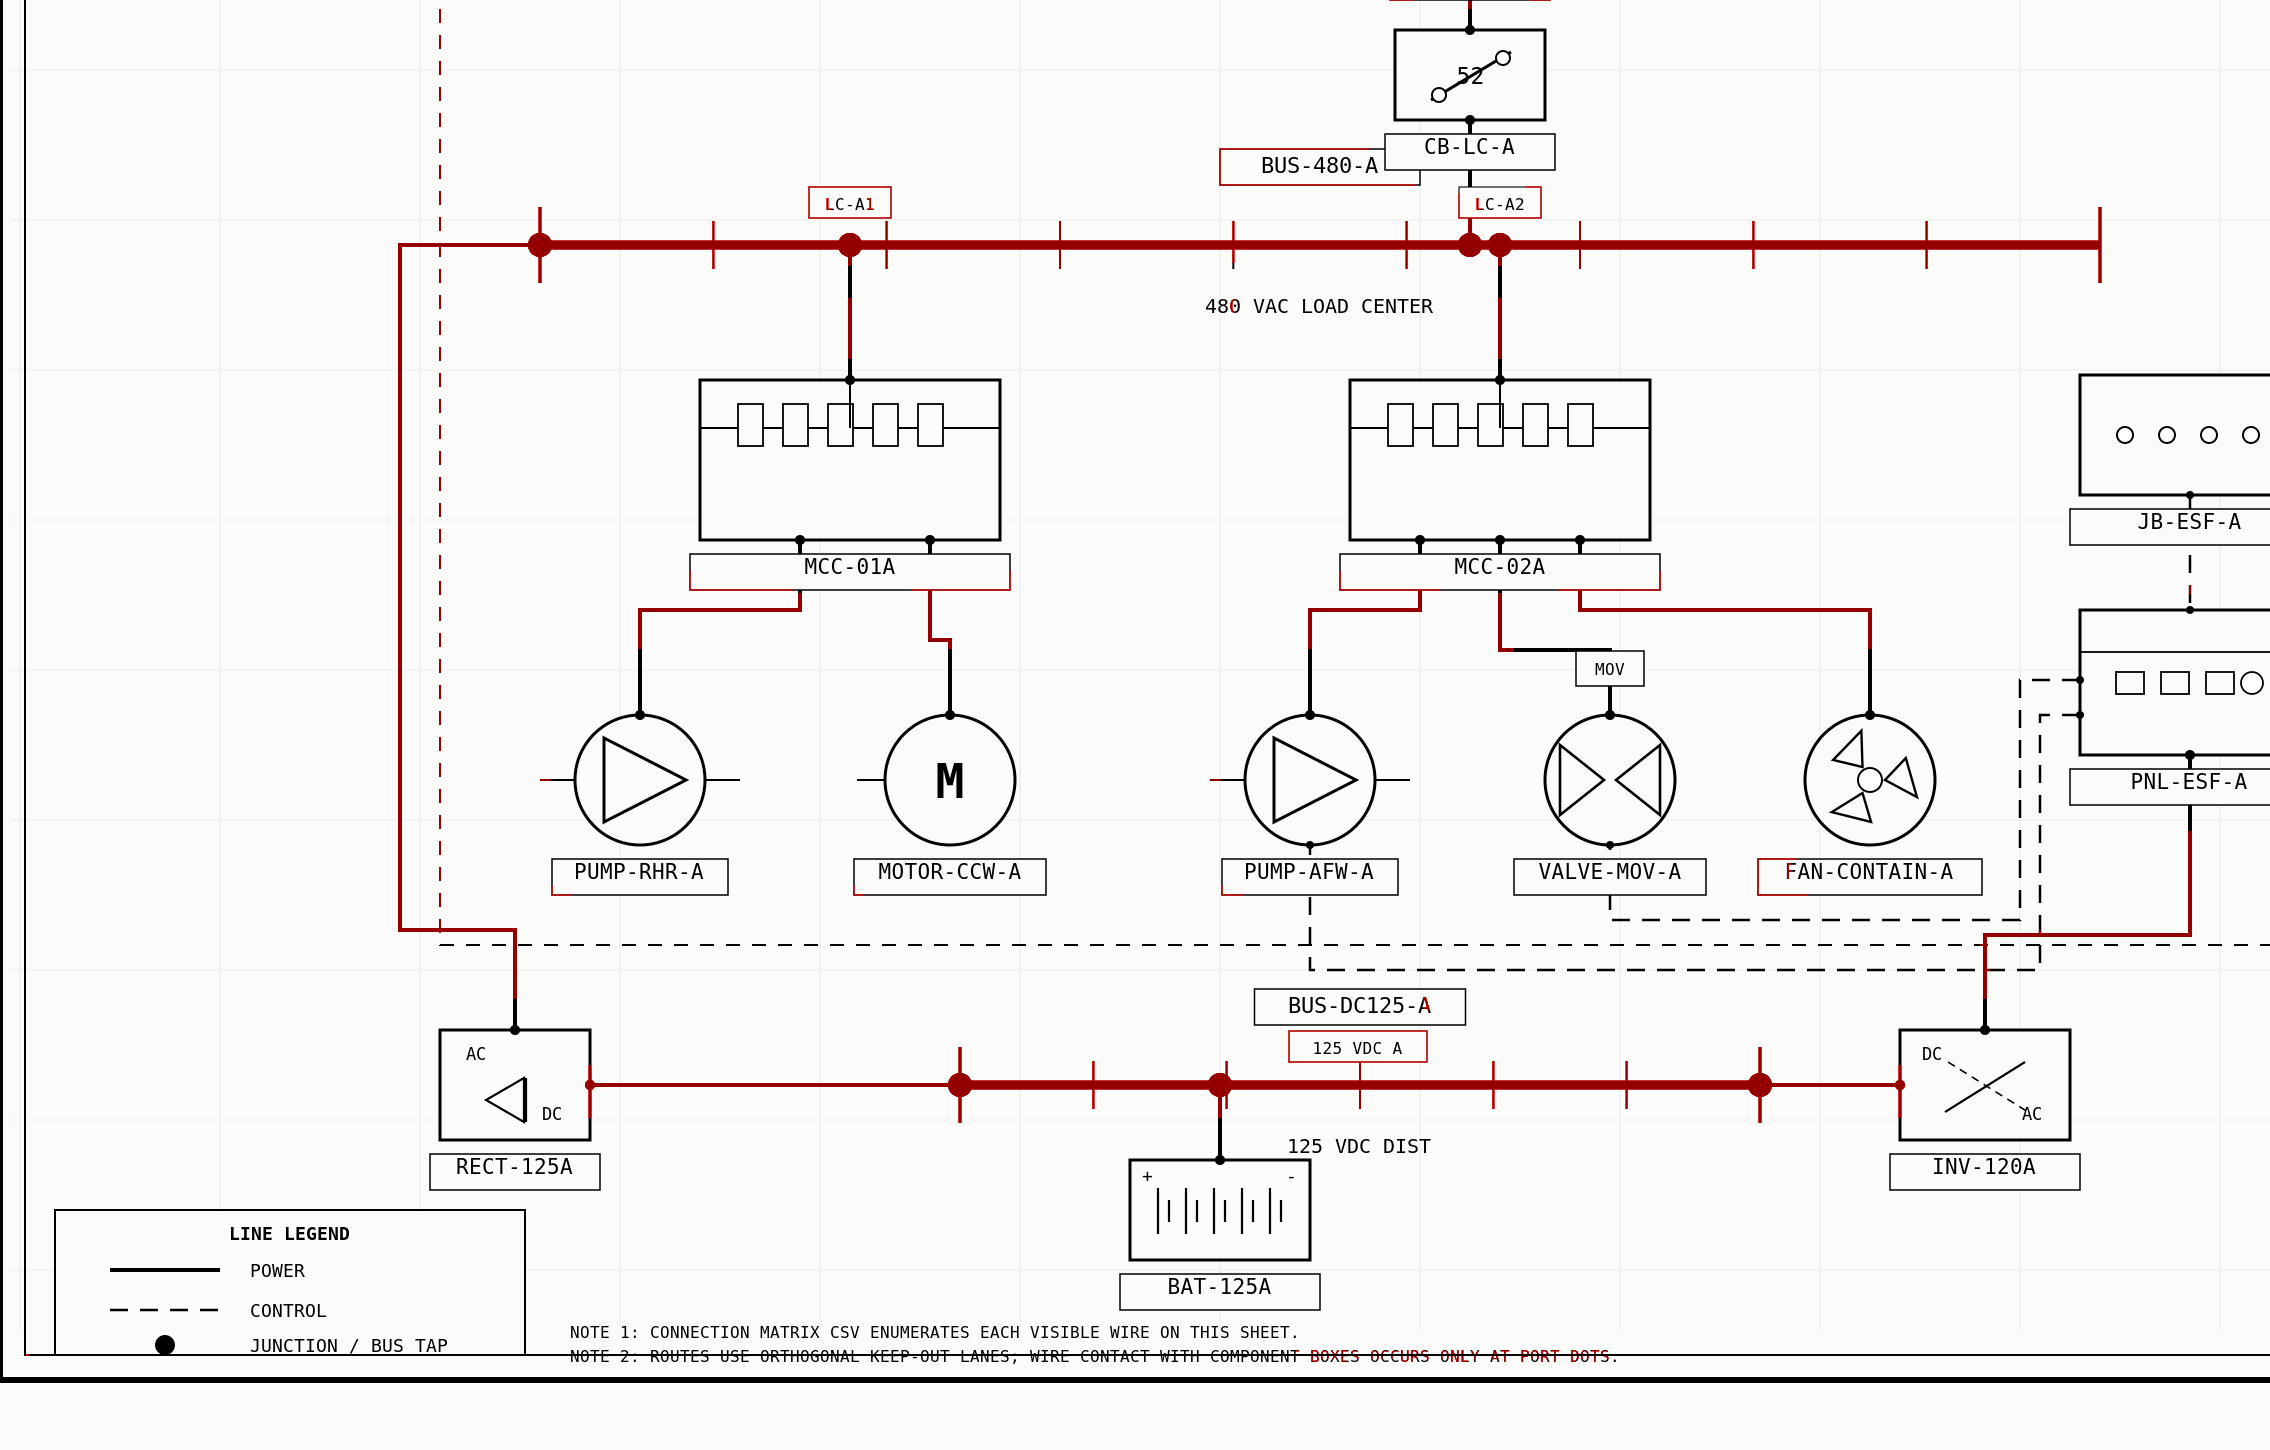 52
CB-LC-A
BUS-480-A
LC-A1
LC-A2
480 VAC LOAD CENTER
JB-ESF-A
MCC-01A
MCC-02A
MOV
M
PNL-ESF-A
PUMP-RHR-A
MOTOR-CCW-A
PUMP-AFW-A
VALVE-MOV-A
FAN-CONTAIN-A
BUS-DC125-A
125 VDC A
AC
DC
DC
AC
125 VDC DIST
RECT-125A
INV-120A
+ -
BAT-125A
LINE LEGEND
POWER
CONTROL
JUNCTION / BUS TAP
NOTE 1: CONNECTION MATRIX CSV ENUMERATES EACH VISIBLE WIRE ON THIS SHEET.
NOTE 2: ROUTES USE ORTHOGONAL KEEP-OUT LANES; WIRE CONTACT WITH COMPONENT BOXES OCCURS ONLY AT PORT DOTS.